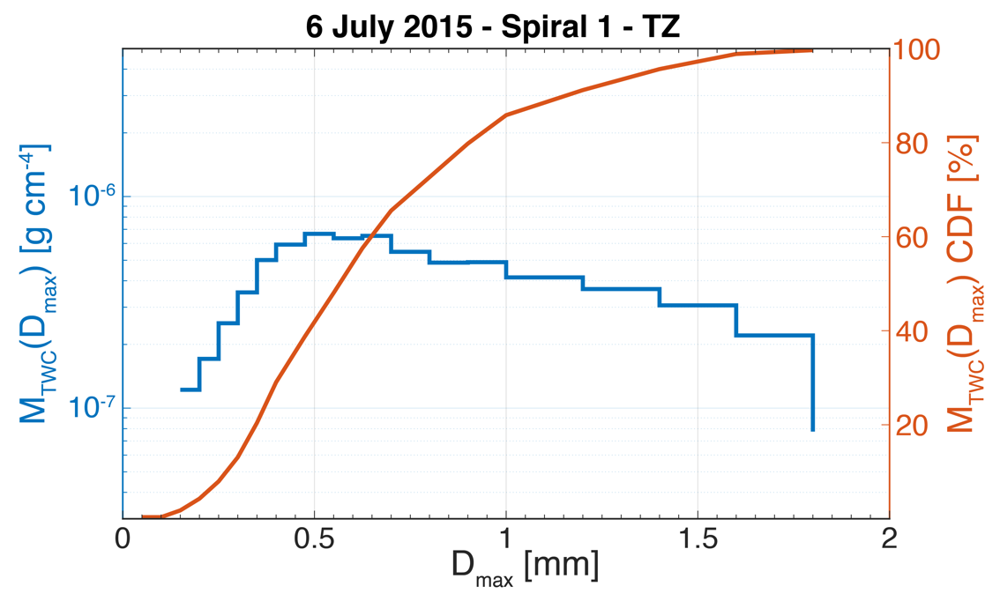 6 July 2015 - Spiral 1 - TZ
M_TWC(D_max) [g cm^-4]
10^-6
10^-7
100
80
60
40
20
M_TWC(D_max) CDF [%]
0 0.5 1 1.5 2
D_max [mm]